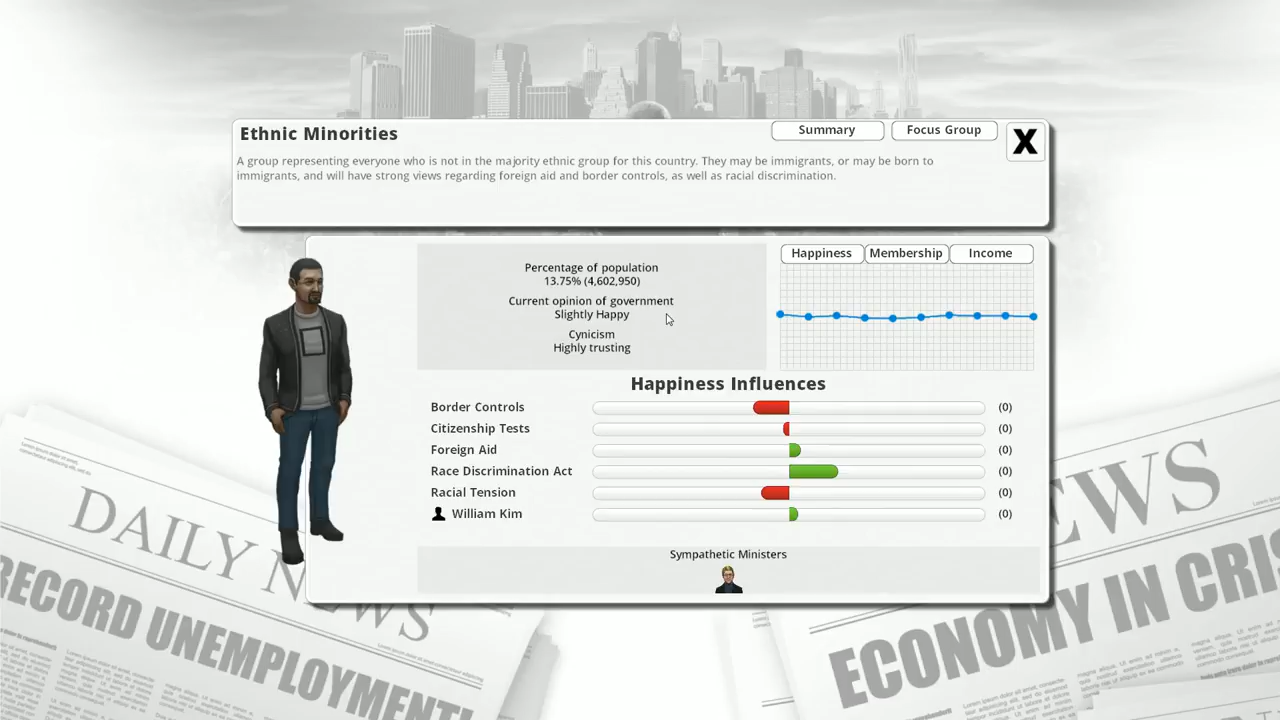 Ethnic Minorities
Summary
Focus Group
X
A group representing everyone who is not in the majority ethnic group for this country. They may be immigrants, or may be born to
immigrants, and will have strong views regarding foreign aid and border controls, as well as racial discrimination.
Percentage of population
13.75% (4,602,950)
Current opinion of government
Slightly Happy
Cynicism
Highly trusting
Happiness
Membership
Income
Happiness Influences
Border Controls (0)
Citizenship Tests (0)
Foreign Aid (0)
Race Discrimination Act (0)
Racial Tension (0)
William Kim (0)
Sympathetic Ministers
DAILY NEWS
RECORD UNEMPLOYMENT!
EWS
ECONOMY IN CRIS